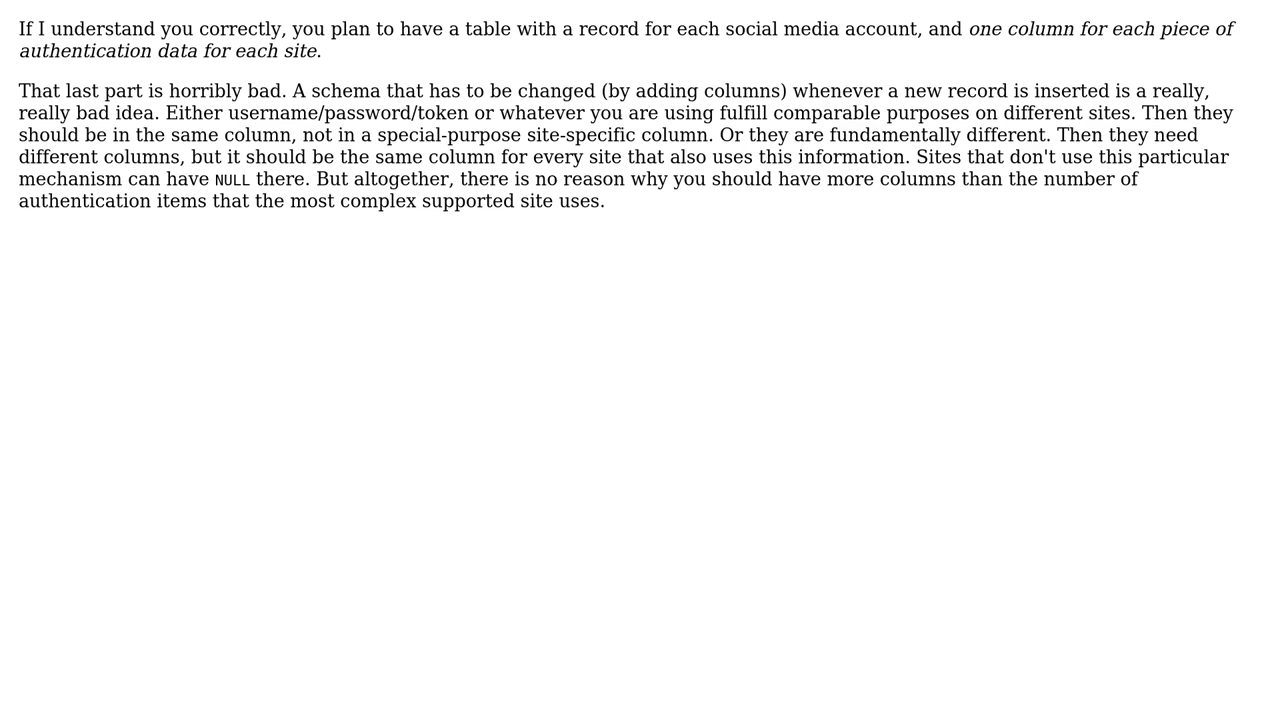 If I understand you correctly, you plan to have a table with a record for each social media account, and one column for each piece of
authentication data for each site.
That last part is horribly bad. A schema that has to be changed (by adding columns) whenever a new record is inserted is a really,
really bad idea. Either username/password/token or whatever you are using fulfill comparable purposes on different sites. Then they
should be in the same column, not in a special-purpose site-specific column. Or they are fundamentally different. Then they need
different columns, but it should be the same column for every site that also uses this information. Sites that don't use this particular
mechanism can have NULL there. But altogether, there is no reason why you should have more columns than the number of
authentication items that the most complex supported site uses.